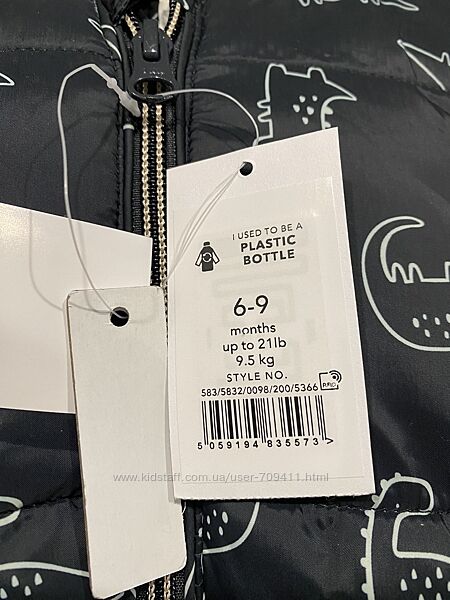 I USED TO BE A
PLASTIC
BOTTLE
6-9
months
up to 21lb
9.5 kg
STYLE NO.
583/5832/0098/200/5366
RFID
5 059194 835573 >
www.kidstaff.com.ua/user-709411.html